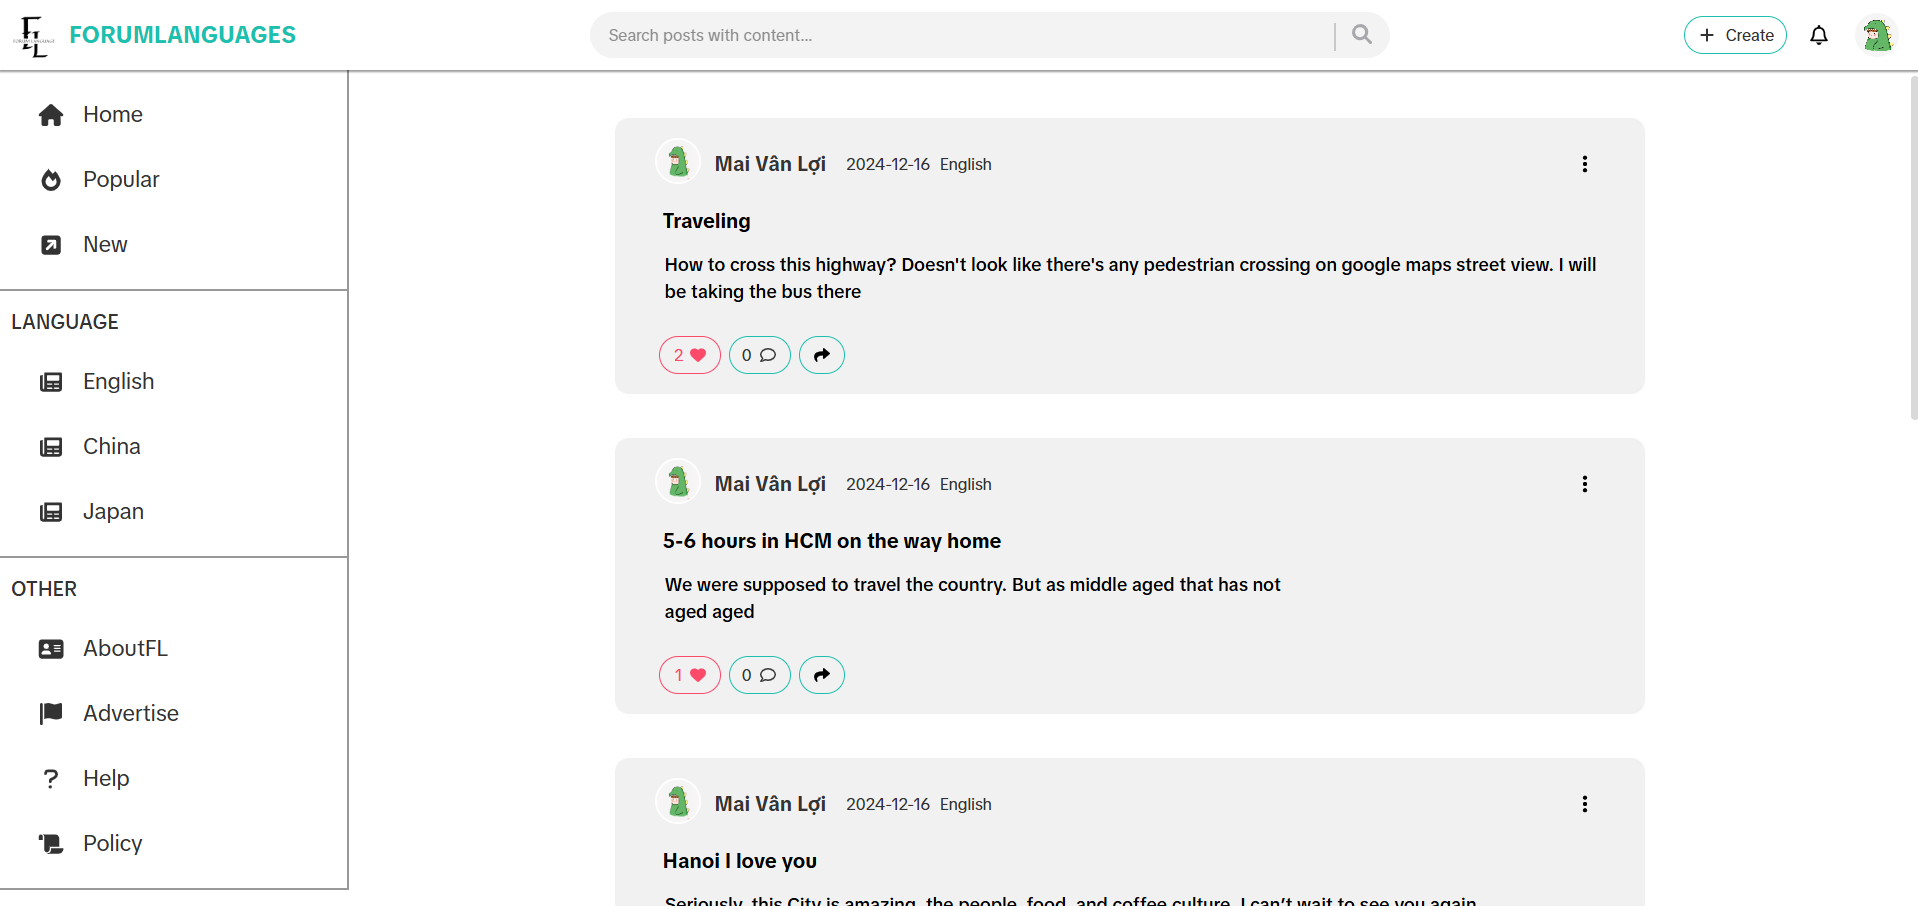 FL
FORUMLANGUAGES
Search posts with content...
Create
Home
Popular
New
LANGUAGE
English
China
Japan
OTHER
AboutFL
Advertise
Help
Policy
Mai Vân Lợi 2024-12-16 English
Traveling
How to cross this highway? Doesn't look like there's any pedestrian crossing on google maps street view. I will
be taking the bus there
2 0
Mai Vân Lợi 2024-12-16 English
5-6 hours in HCM on the way home
We were supposed to travel the country. But as middle aged that has not
aged aged
1 0
Mai Vân Lợi 2024-12-16 English
Hanoi I love you
Seriously, this City is amazing, the people, food, and coffee culture. I can’t wait to see you again